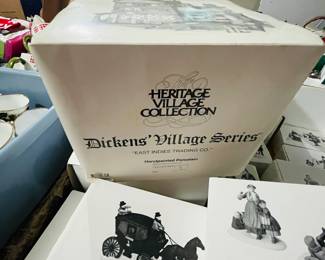 HERITAGE
VILLAGE
COLLECTION
Dickens' Village Series
"EAST INDIES TRADING CO."
Handpainted Porcelain